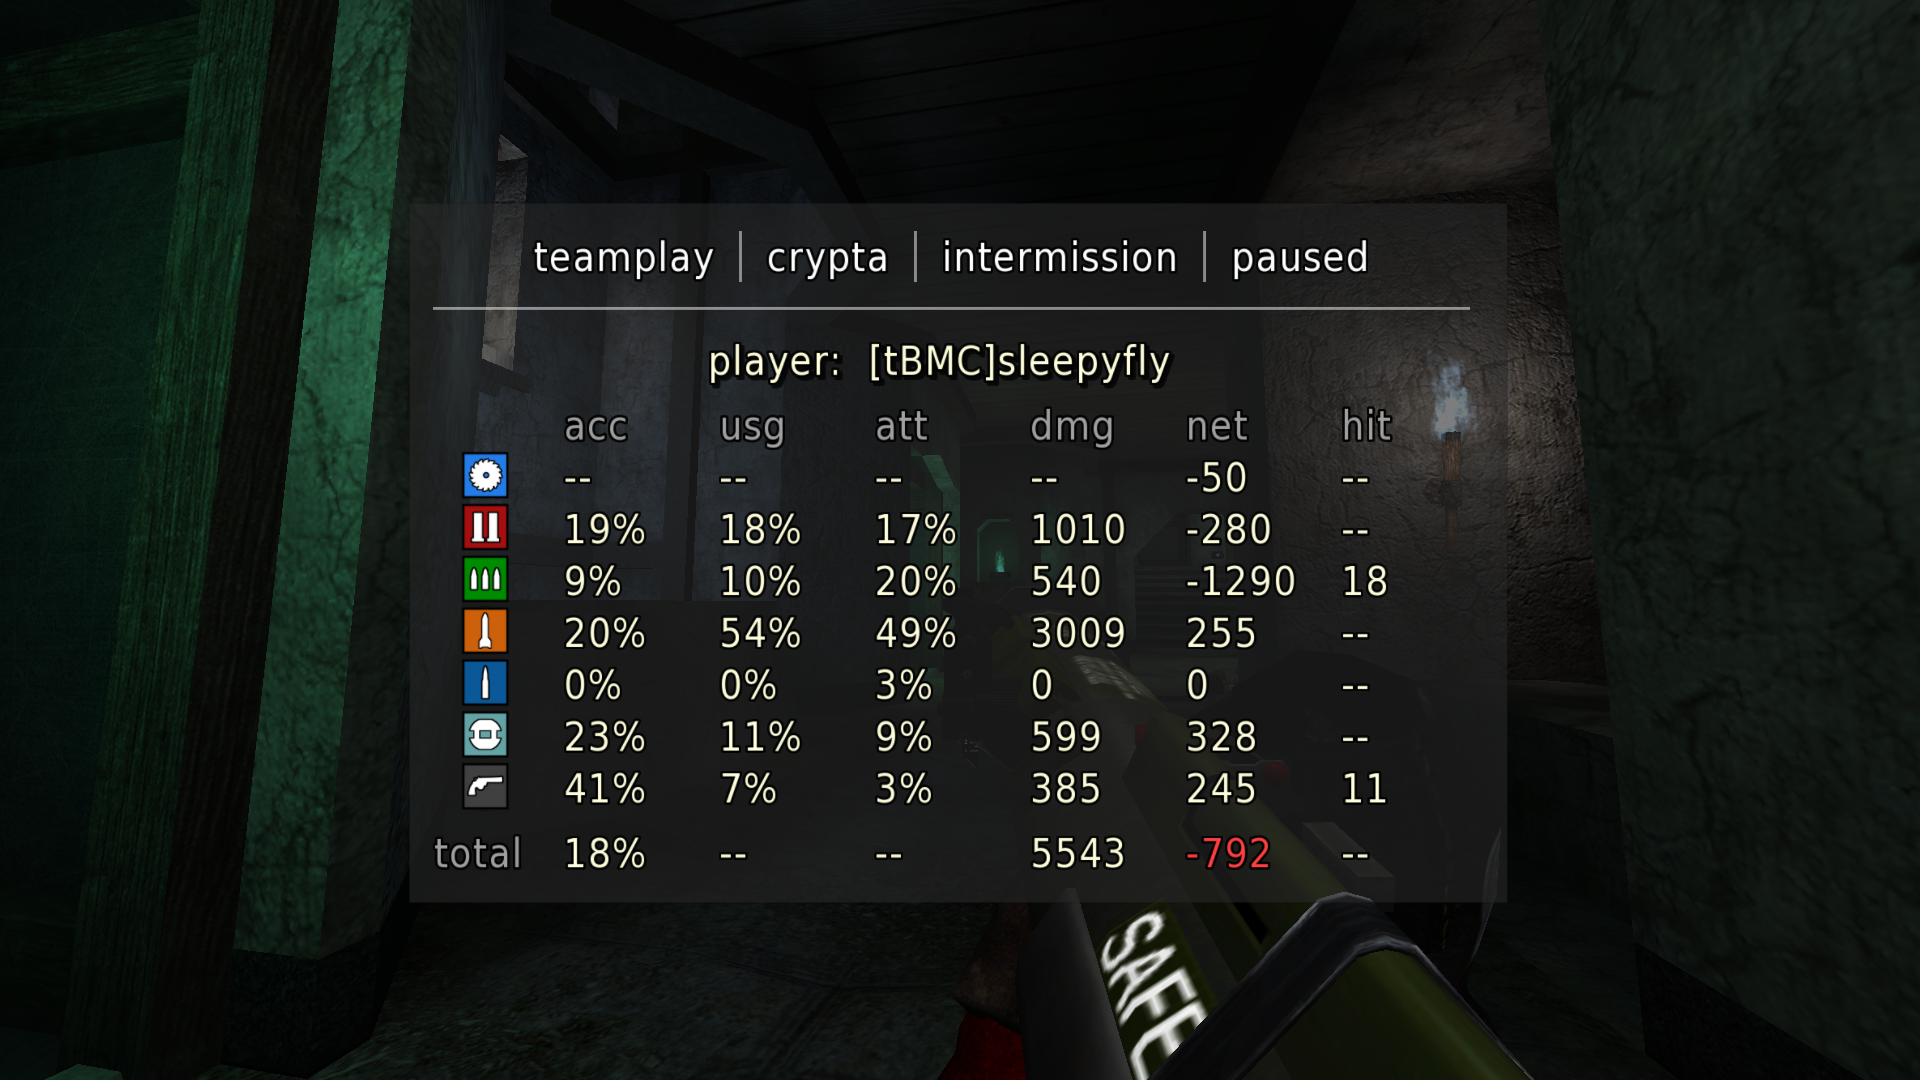 teamplay | crypta | intermission | paused
player: [tBMC]sleepyfly
acc usg att dmg net hit
-- -- -- -- -50 --
19% 18% 17% 1010 -280 --
9% 10% 20% 540 -1290 18
20% 54% 49% 3009 255 --
0% 0% 3% 0 0 --
23% 11% 9% 599 328 --
41% 7% 3% 385 245 11
total 18% -- -- 5543 -792 --
SAFE